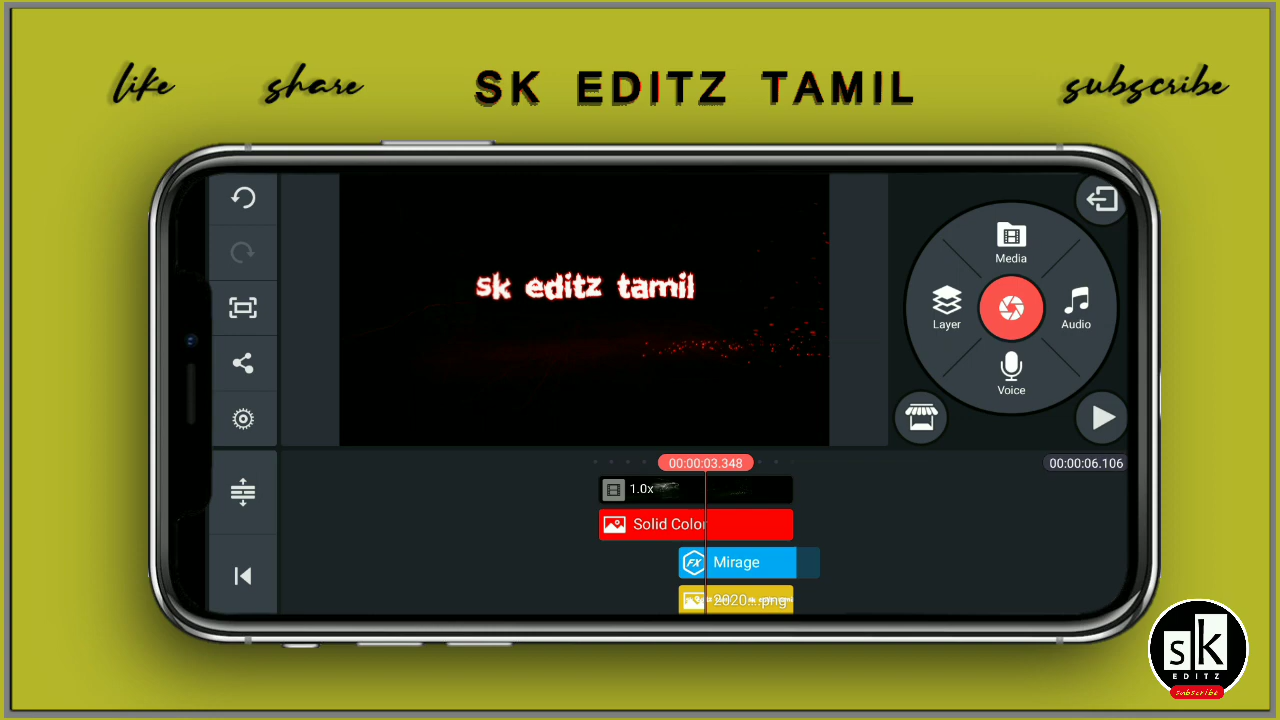 like share SK EDITZ TAMIL subscribe
Media
sk editz tamil
Layer Audio
Voice
00:00:03.348 00:00:06.106
1.0x
Solid Color
FX Mirage
2020....png
sk
EDITZ
subscribe